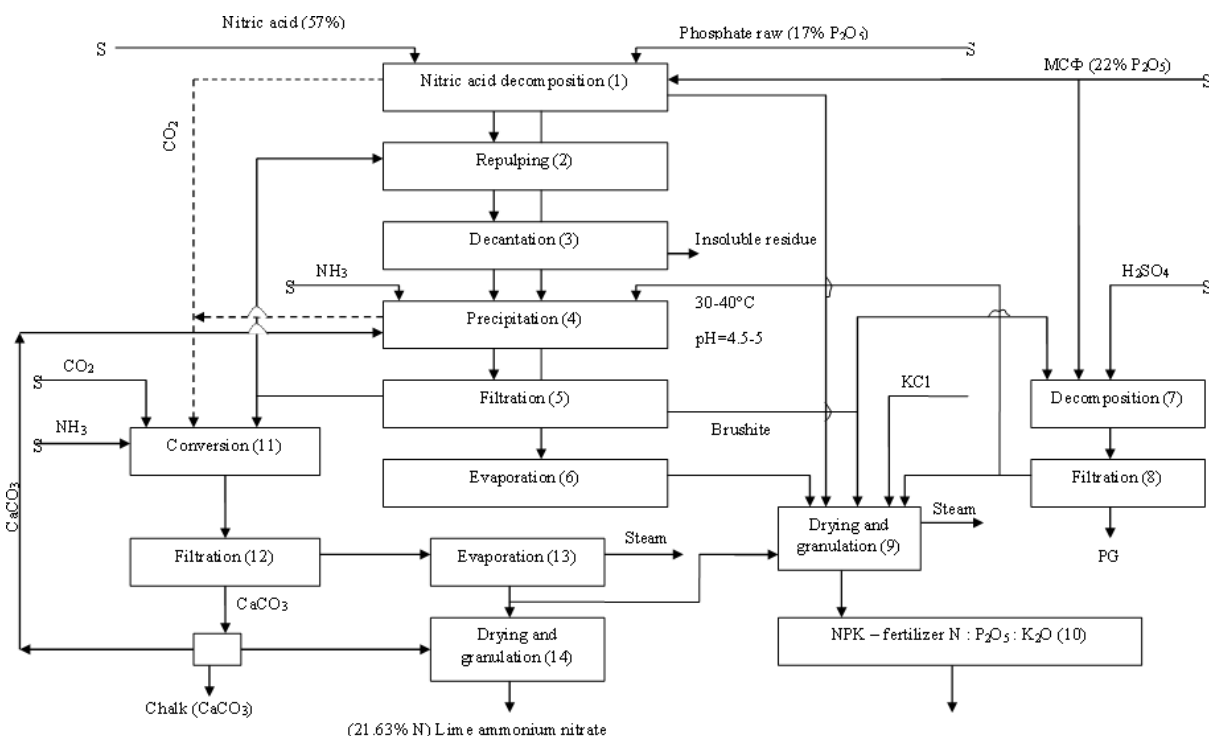 Nitric acid (57%)
Phosphate raw (17% P₂O₅)
S
S
Nitric acid decomposition (1)
МСФ (22% P₂O₅)
S
CO₂
Repulping (2)
Decantation (3)
Insoluble residue
NH₃
S
H₂SO₄
S
Precipitation (4)
30-40°C
pH=4.5-5
CO₂
S
Filtration (5)
KCl
Decomposition (7)
NH₃
S
Conversion (11)
Brushite
CaCO₃
Evaporation (6)
Filtration (8)
Drying and
granulation (9)
Steam
PG
Filtration (12)
Evaporation (13)
Steam
CaCO₃
Drying and
granulation (14)
NPK – fertilizer N : P₂O₅ : K₂O (10)
Chalk (CaCO₃)
(21.63% N) Lime ammonium nitrate